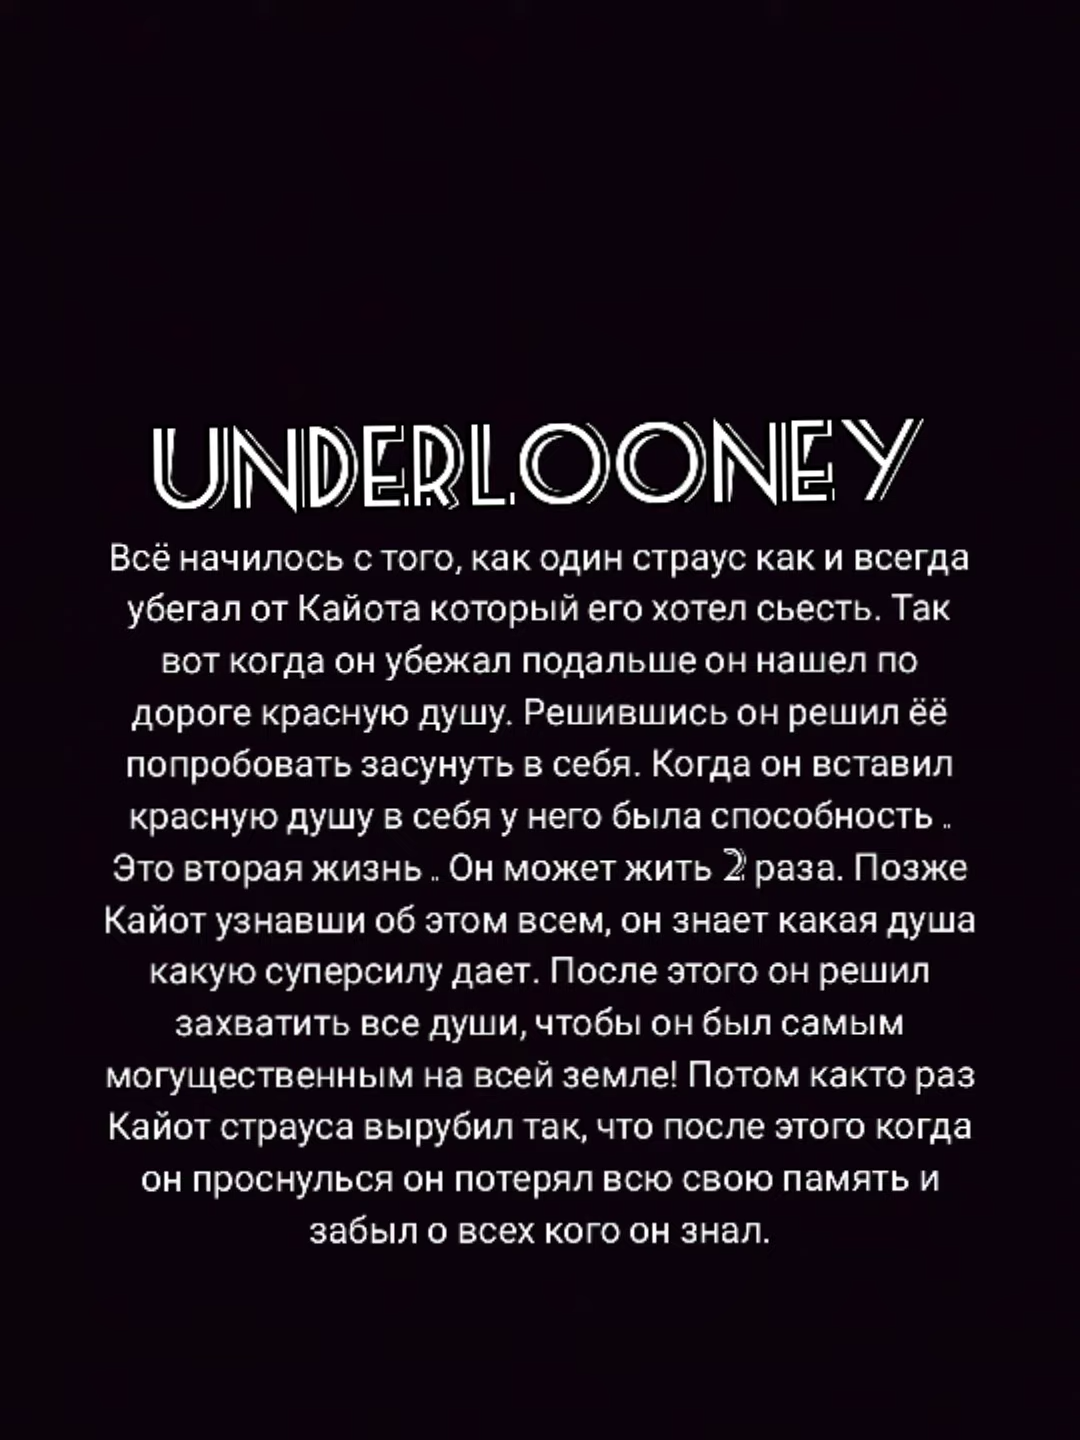 UNDERLOONEY
Всё начилось с того, как один страус как и всегда
убегал от Кайота который его хотел сьесть. Так
вот когда он убежал подальше он нашел по
дороге красную душу. Решившись он решил ёё
попробовать засунуть в себя. Когда он вставил
красную душу в себя у него была способность ..
Это вторая жизнь .. Он может жить 2 раза. Позже
Кайот узнавши об этом всем, он знает какая душа
какую суперсилу дает. После этого он решил
захватить все души, чтобы он был самым
могущественным на всей земле! Потом както раз
Кайот страуса вырубил так, что после этого когда
он проснулься он потерял всю свою память и
забыл о всех кого он знал.